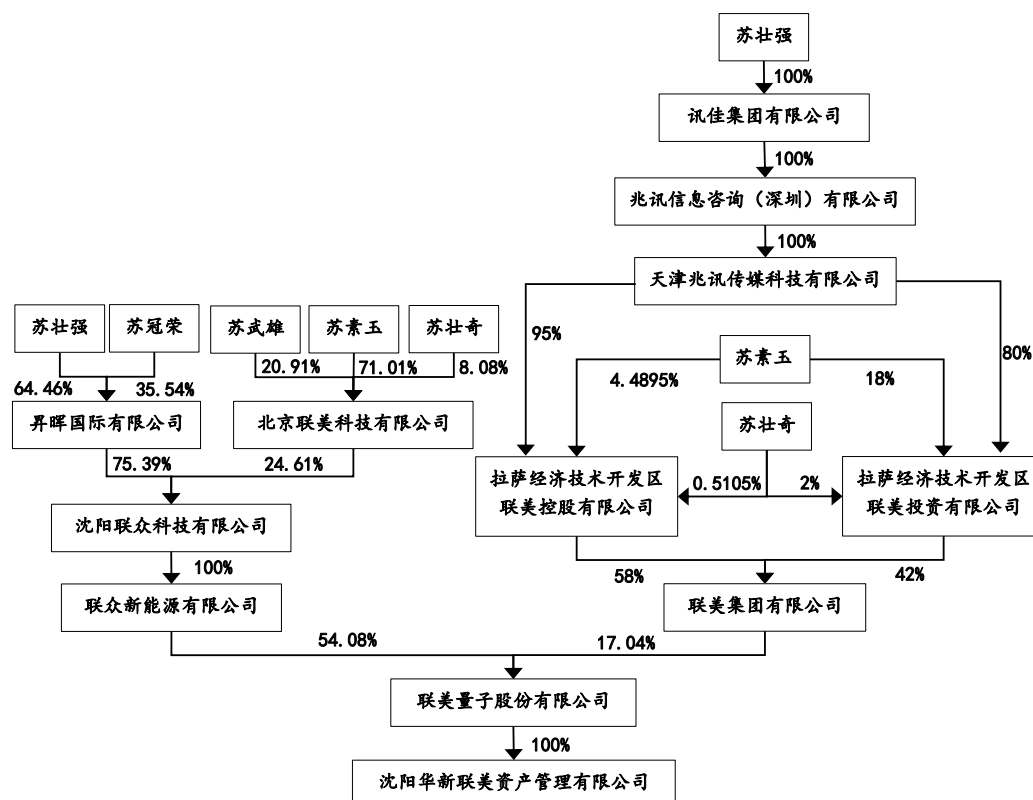 苏壮强
100%
讯佳集团有限公司
100%
兆讯信息咨询（深圳）有限公司
100%
天津兆讯传媒科技有限公司
苏壮强
苏冠荣
苏武雄
苏素玉
苏壮奇
95%
80%
64.46%
35.54%
20.91%
71.01%
8.08%
苏素玉
4.4895%
18%
昇晖国际有限公司
北京联美科技有限公司
苏壮奇
75.39%
24.61%
拉萨经济技术开发区
联美控股有限公司
0.5105%
2%
拉萨经济技术开发区
联美投资有限公司
沈阳联众科技有限公司
100%
58%
42%
联众新能源有限公司
联美集团有限公司
54.08%
17.04%
联美量子股份有限公司
100%
沈阳华新联美资产管理有限公司